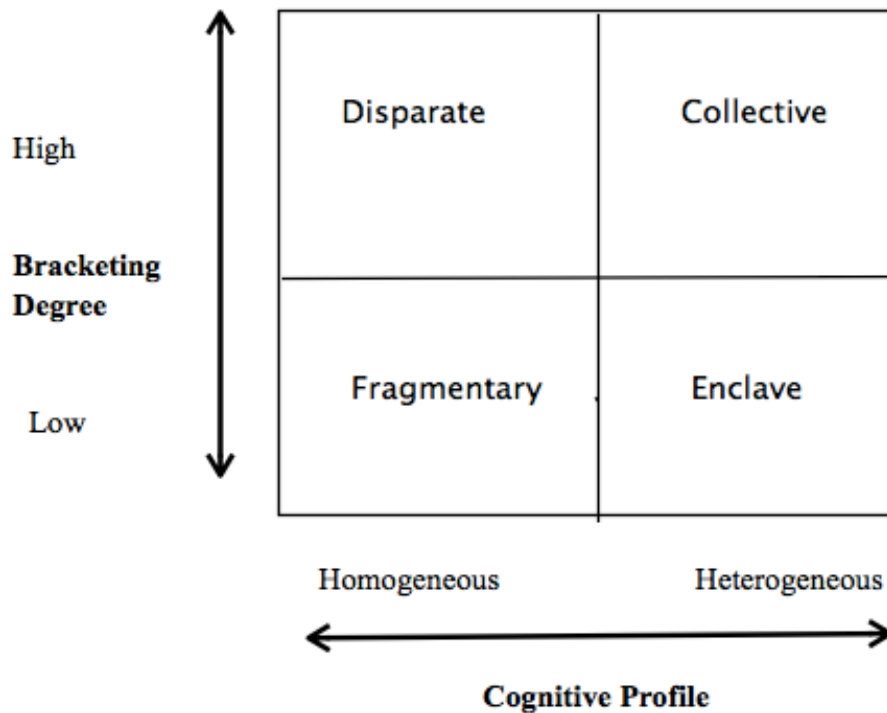 Disparate
Collective
High
Bracketing
Degree
Fragmentary
Enclave
Low
Homogeneous
Heterogeneous
Cognitive Profile